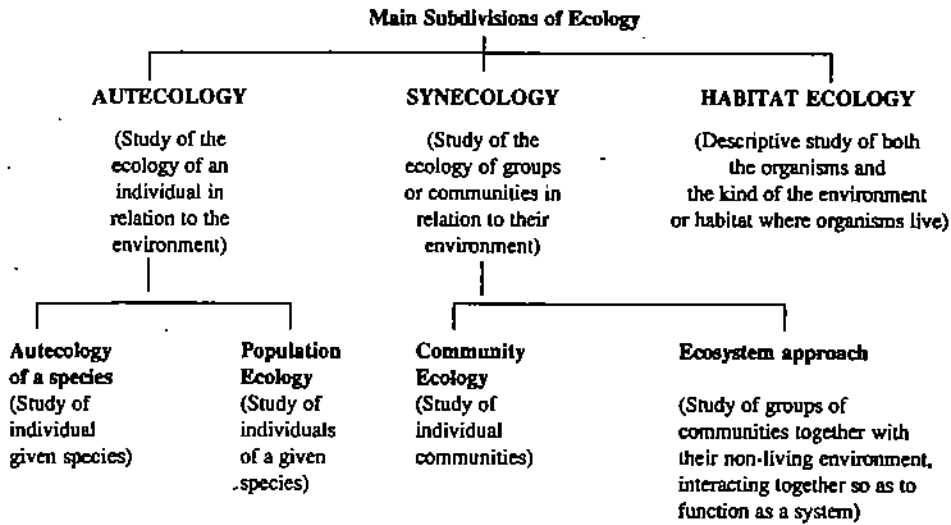 Main Subdivisions of Ecology
AUTECOLOGY
(Study of the
ecology of an
individual in
relation to the
environment)
SYNECOLOGY
(Study of the
ecology of groups
or communities in
relation to their
environment)
HABITAT ECOLOGY
(Descriptive study of both
the organisms and
the kind of the environment
or habitat where organisms live)
Autecology
of a species
(Study of
individual
given species)
Population
Ecology
(Study of
individuals
of a given
species)
Community
Ecology
(Study of
individual
communities)
Ecosystem approach
(Study of groups of
communities together with
their non-living environment,
interacting together so as to
function as a system)